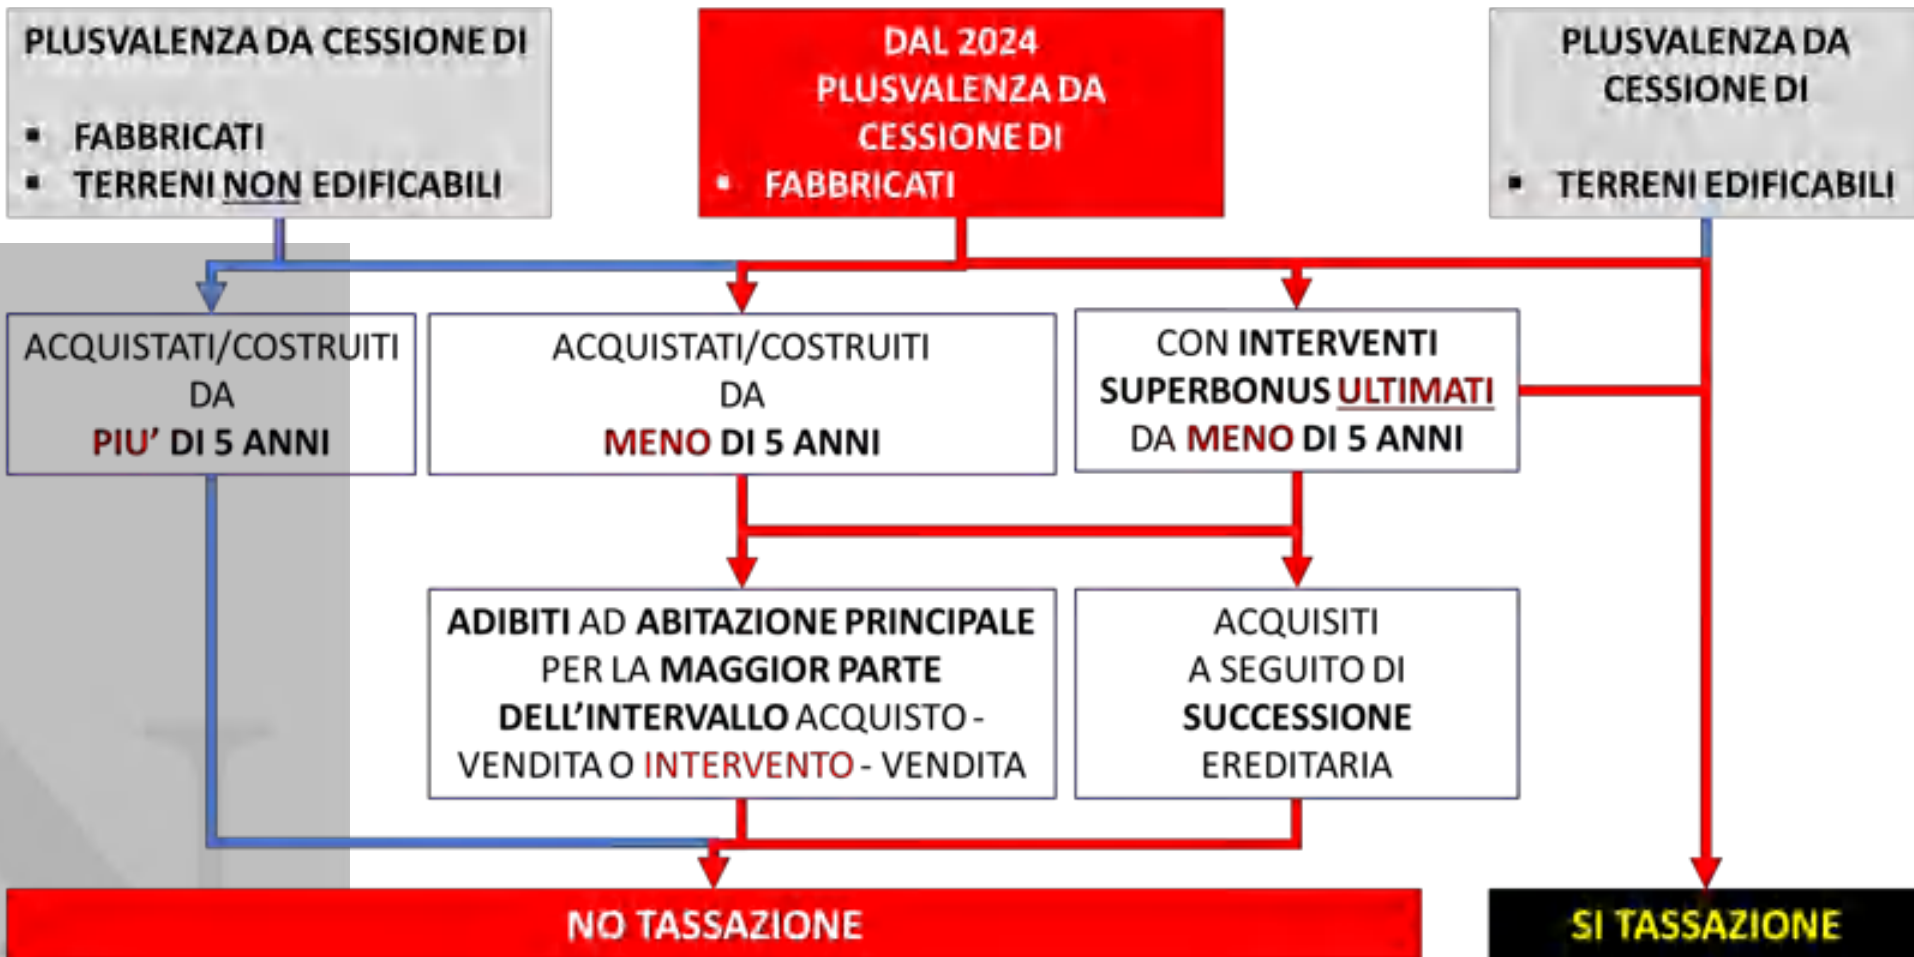 PLUSVALENZA DA CESSIONE DI
▪ FABBRICATI
▪ TERRENI NON EDIFICABILI
DAL 2024
PLUSVALENZA DA
CESSIONE DI
▪ FABBRICATI
PLUSVALENZA DA
CESSIONE DI
▪ TERRENI EDIFICABILI
ACQUISTATI/COSTRUITI
DA
PIU’ DI 5 ANNI
ACQUISTATI/COSTRUITI
DA
MENO DI 5 ANNI
CON INTERVENTI
SUPERBONUS ULTIMATI
DA MENO DI 5 ANNI
ADIBITI AD ABITAZIONE PRINCIPALE
PER LA MAGGIOR PARTE
DELL’INTERVALLO ACQUISTO -
VENDITA O INTERVENTO - VENDITA
ACQUISITI
A SEGUITO DI
SUCCESSIONE
EREDITARIA
NO TASSAZIONE
SI TASSAZIONE